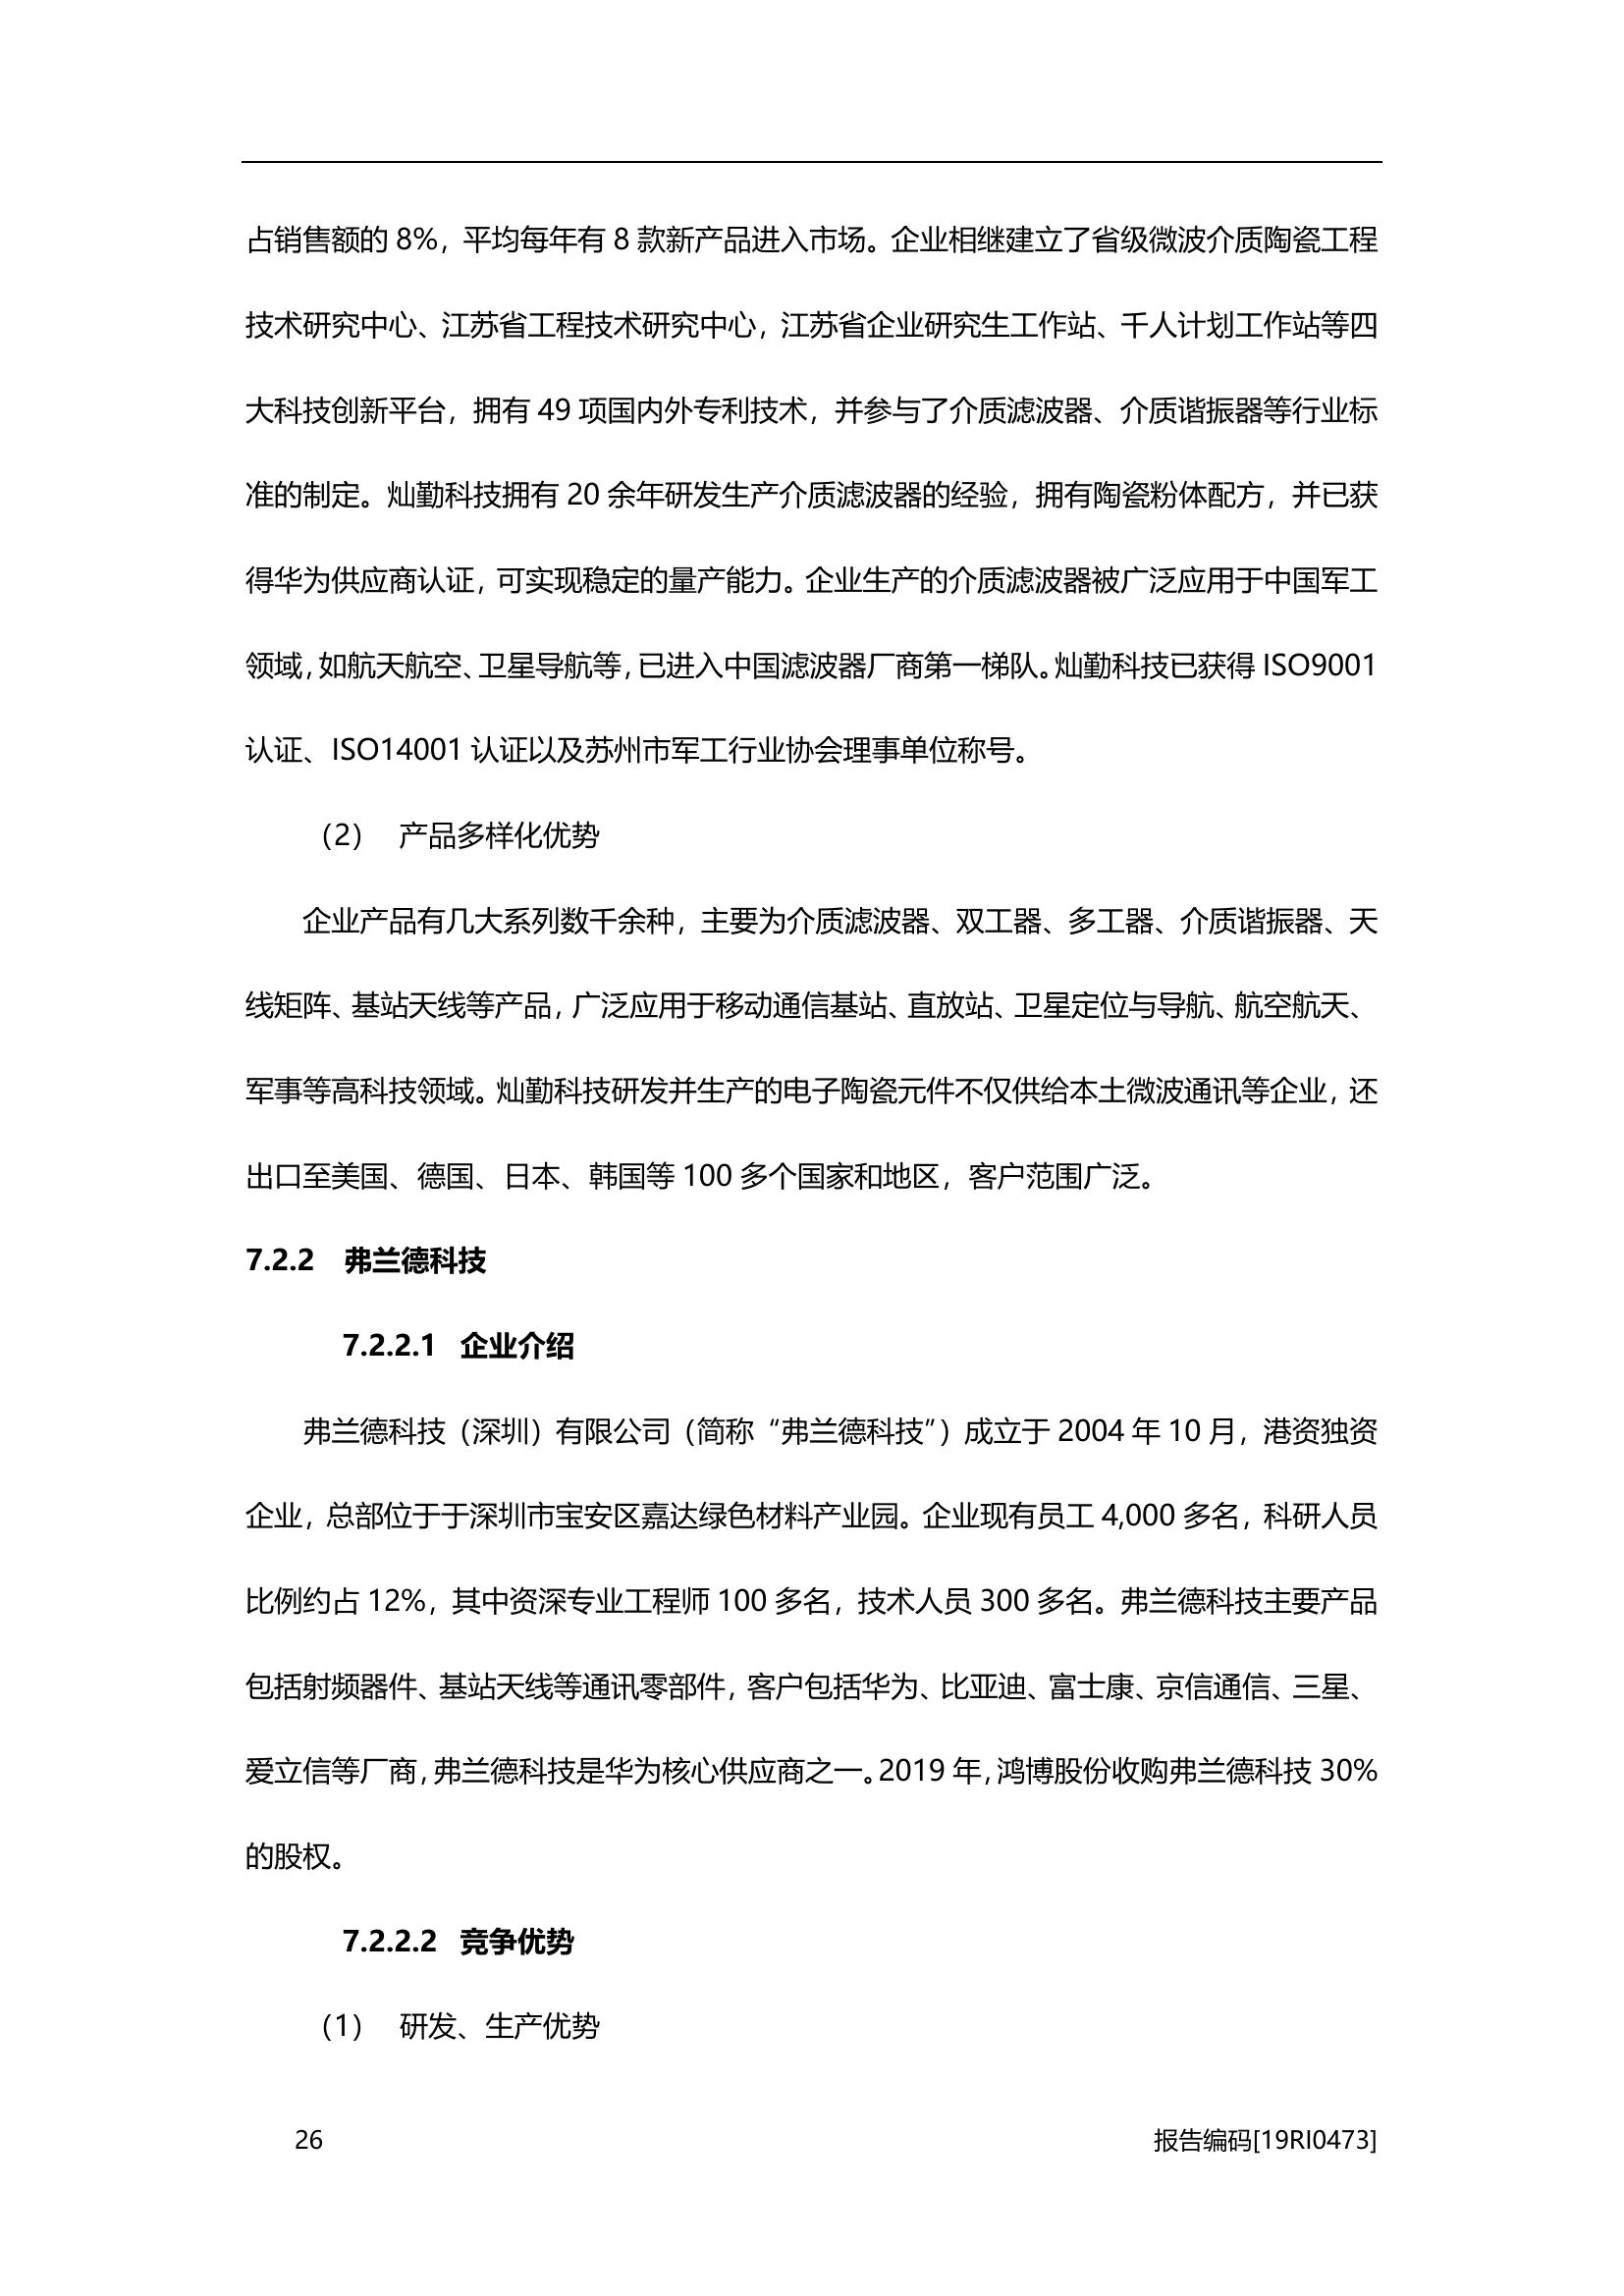 占销售额的 8%，平均每年有 8 款新产品进入市场。企业相继建立了省级微波介质陶瓷工程
技术研究中心、江苏省工程技术研究中心，江苏省企业研究生工作站、千人计划工作站等四
大科技创新平台，拥有 49 项国内外专利技术，并参与了介质滤波器、介质谐振器等行业标
准的制定。灿勤科技拥有 20 余年研发生产介质滤波器的经验，拥有陶瓷粉体配方，并已获
得华为供应商认证，可实现稳定的量产能力。企业生产的介质滤波器被广泛应用于中国军工
领域，如航天航空、卫星导航等，已进入中国滤波器厂商第一梯队。灿勤科技已获得 ISO9001
认证、ISO14001 认证以及苏州市军工行业协会理事单位称号。
（2） 产品多样化优势
企业产品有几大系列数千余种，主要为介质滤波器、双工器、多工器、介质谐振器、天
线矩阵、基站天线等产品，广泛应用于移动通信基站、直放站、卫星定位与导航、航空航天、
军事等高科技领域。灿勤科技研发并生产的电子陶瓷元件不仅供给本土微波通讯等企业，还
出口至美国、德国、日本、韩国等 100 多个国家和地区，客户范围广泛。
7.2.2 弗兰德科技
7.2.2.1 企业介绍
弗兰德科技（深圳）有限公司（简称“弗兰德科技”）成立于 2004 年 10 月，港资独资
企业，总部位于于深圳市宝安区嘉达绿色材料产业园。企业现有员工 4,000 多名，科研人员
比例约占 12%，其中资深专业工程师 100 多名，技术人员 300 多名。弗兰德科技主要产品
包括射频器件、基站天线等通讯零部件，客户包括华为、比亚迪、富士康、京信通信、三星、
爱立信等厂商，弗兰德科技是华为核心供应商之一。2019 年，鸿博股份收购弗兰德科技 30%
的股权。
7.2.2.2 竞争优势
（1） 研发、生产优势
26 报告编码[19RI0473]